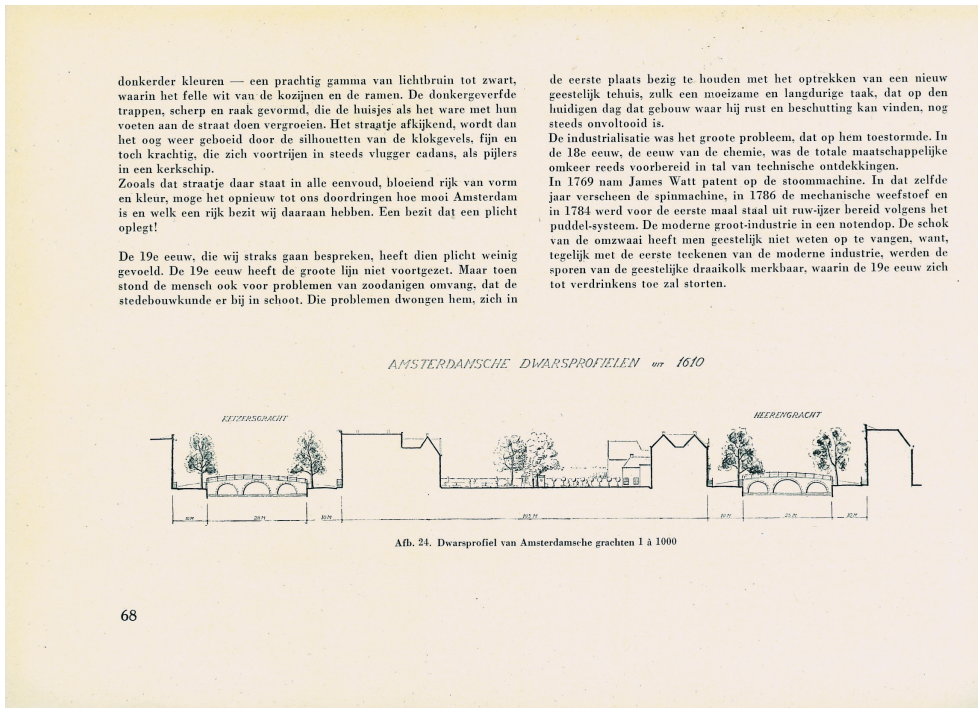 donkerder kleuren — een prachtig gamma van lichtbruin tot zwart,
waarin het felle wit van de kozijnen en de ramen. De donkergeverfde
trappen, scherp en raak gevormd, die de huisjes als het ware met hun
voeten aan de straat doen vergroeien. Het straatje afkijkend, wordt dan
het oog weer geboeid door de silhouetten van de klokgevels, fijn en
toch krachtig, die zich voortrijen in steeds vlugger cadans, als pijlers
in een kerkschip.
Zooals dat straatje daar staat in alle eenvoud, bloeiend rijk van vorm
en kleur, moge het opnieuw tot ons doordringen hoe mooi Amsterdam
is en welk een rijk bezit wij daaraan hebben. Een bezit dat een plicht
oplegt!
De 19e eeuw, die wij straks gaan bespreken, heeft dien plicht weinig
gevoeld. De 19e eeuw heeft de groote lijn niet voortgezet. Maar toen
stond de mensch ook voor problemen van zoodanigen omvang, dat de
stedebouwkunde er bij in schoot. Die problemen dwongen hem, zich in
de eerste plaats bezig te houden met het optrekken van een nieuw
geestelijk tehuis, zulk een moeizame en langdurige taak, dat op den
huidigen dag dat gebouw waar hij rust en beschutting kan vinden, nog
steeds onvoltooid is.
De industrialisatie was het groote probleem, dat op hem toestormde. In
de 18e eeuw, de eeuw van de chemie, was de totale maatschappelijke
omkeer reeds voorbereid in tal van technische ontdekkingen.
In 1769 nam James Watt patent op de stoommachine. In dat zelfde
jaar verscheen de spinmachine, in 1786 de mechanische weefstoef en
in 1784 werd voor de eerste maal staal uit ruw-ijzer bereid volgens het
puddel-systeem. De moderne groot-industrie in een notendop. De schok
van de omzwaai heeft men geestelijk niet weten op te vangen, want,
tegelijk met de eerste teekenen van de moderne industrie, werden de
sporen van de geestelijke draaikolk merkbaar, waarin de 19e eeuw zich
tot verdrinkens toe zal storten.
AMSTERDAMSCHE DWARSPROFIELEN UIT 1610
KEIZERSGRACHT
HEERENGRACHT
10 M 10 M 10 M 10 M
Afb. 24. Dwarsprofiel van Amsterdamsche grachten 1 à 1000
68